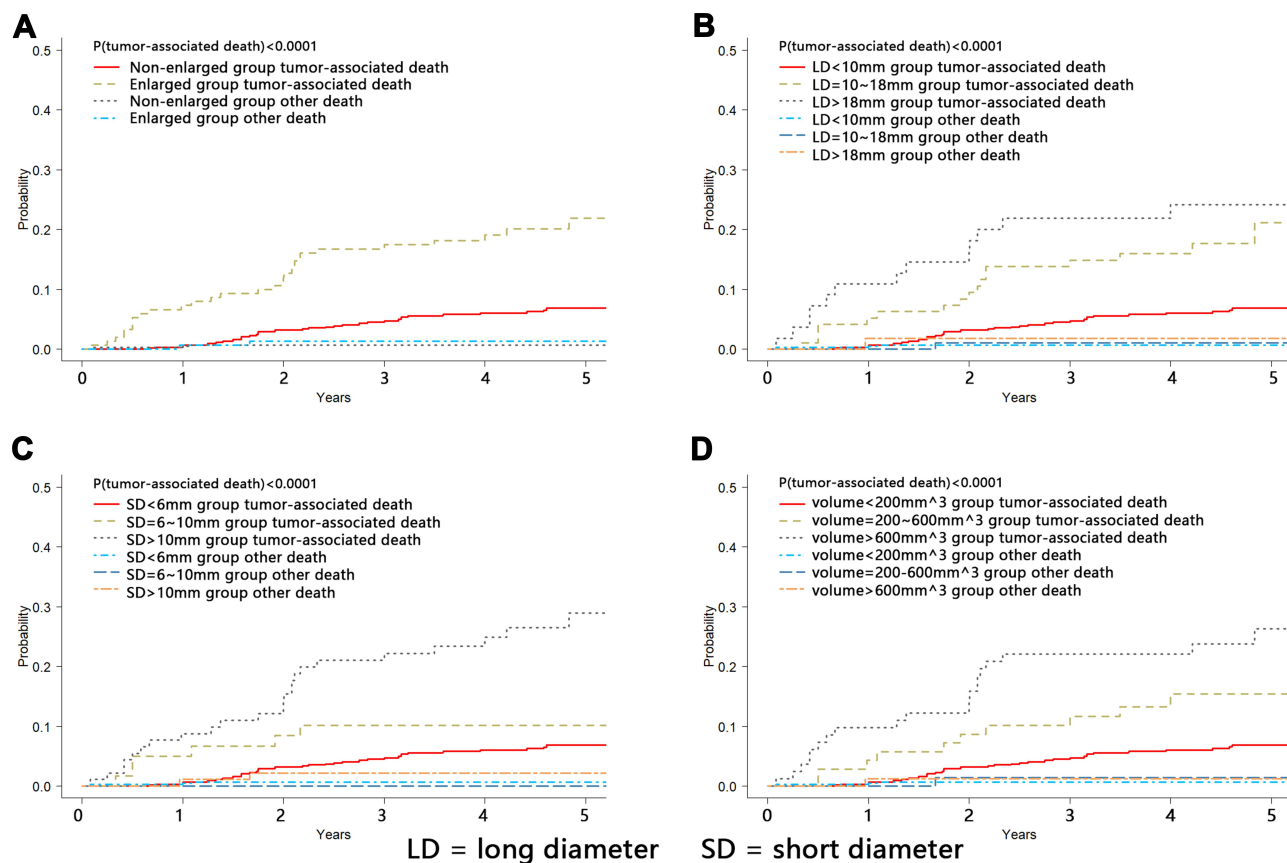 A
P(tumor-associated death)<0.0001
Non-enlarged group tumor-associated death
Enlarged group tumor-associated death
Non-enlarged group other death
Enlarged group other death
Probability
0.5
0.4
0.3
0.2
0.1
0.0
0 1 2 3 4 5
Years
B
P(tumor-associated death)<0.0001
LD<10mm group tumor-associated death
LD=10~18mm group tumor-associated death
LD>18mm group tumor-associated death
LD<10mm group other death
LD=10~18mm group other death
LD>18mm group other death
Probability
0.5
0.4
0.3
0.2
0.1
0.0
0 1 2 3 4 5
Years
C
P(tumor-associated death)<0.0001
SD<6mm group tumor-associated death
SD=6~10mm group tumor-associated death
SD>10mm group tumor-associated death
SD<6mm group other death
SD=6~10mm group other death
SD>10mm group other death
Probability
0.5
0.4
0.3
0.2
0.1
0.0
0 1 2 3 4 5
Years
D
P(tumor-associated death)<0.0001
volume<200mm^3 group tumor-associated death
volume=200~600mm^3 group tumor-associated death
volume>600mm^3 group tumor-associated death
volume<200mm^3 group other death
volume=200-600mm^3 group other death
volume>600mm^3 group other death
Probability
0.5
0.4
0.3
0.2
0.1
0.0
0 1 2 3 4 5
Years
LD = long diameter SD = short diameter